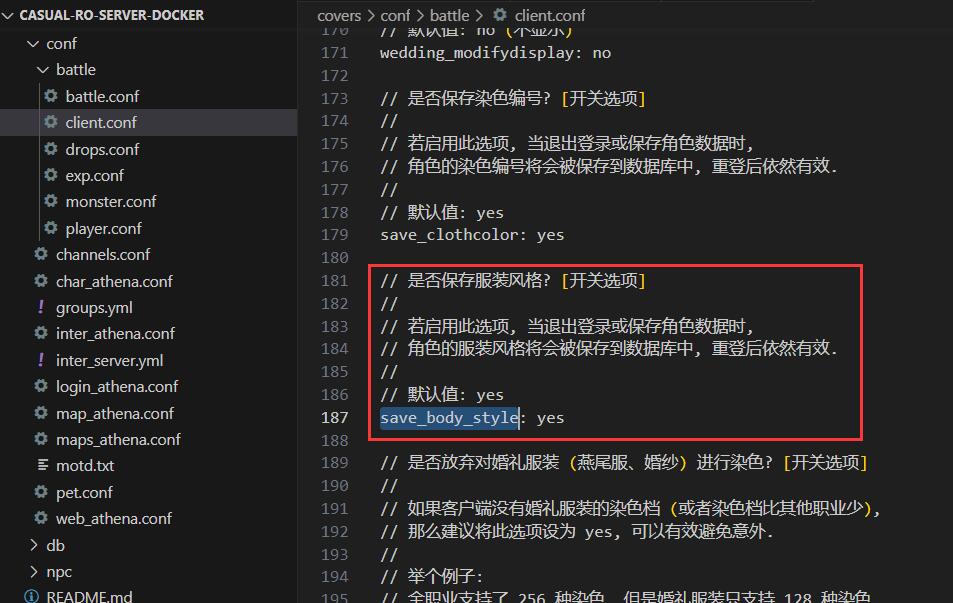 CASUAL-RO-SERVER-DOCKER
conf
battle
battle.conf
client.conf
drops.conf
exp.conf
monster.conf
player.conf
channels.conf
char_athena.conf
groups.yml
inter_athena.conf
inter_server.yml
login_athena.conf
map_athena.conf
maps_athena.conf
motd.txt
pet.conf
web_athena.conf
db
npc
README.md
covers > conf > battle > client.conf
170 // 默认值: no (不显示)
171 wedding_modifydisplay: no
172
173 // 是否保存染色编号? [开关选项]
174 //
175 // 若启用此选项, 当退出登录或保存角色数据时,
176 // 角色的染色编号将会被保存到数据库中, 重登后依然有效.
177 //
178 // 默认值: yes
179 save_clothcolor: yes
180
181 // 是否保存服装风格? [开关选项]
182 //
183 // 若启用此选项, 当退出登录或保存角色数据时,
184 // 角色的服装风格将会被保存到数据库中, 重登后依然有效.
185 //
186 // 默认值: yes
187 save_body_style: yes
188
189 // 是否放弃对婚礼服装 (燕尾服、婚纱) 进行染色? [开关选项]
190 //
191 // 如果客户端没有婚礼服装的染色档 (或者染色档比其他职业少),
192 // 那么建议将此选项设为 yes, 可以有效避免意外.
193 //
194 // 举个例子:
195 // 全职业支持了 256 种染色, 但是婚礼服装只支持 128 种染色